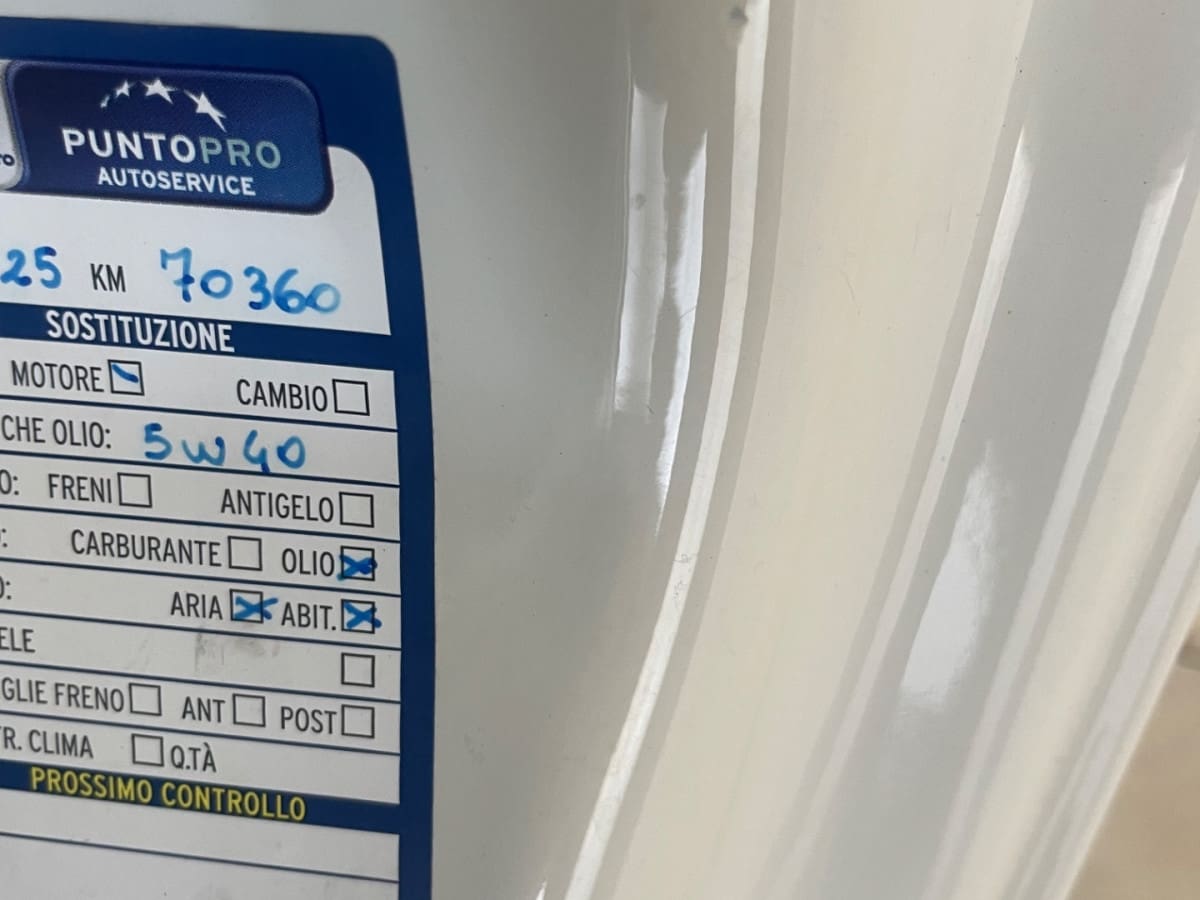 PUNTOPRO
AUTOSERVICE
25 KM 70360
SOSTITUZIONE
MOTORE CAMBIO
CHE OLIO: 5W40
O: FRENI ANTIGELO
: CARBURANTE OLIO
O: ARIA ABIT.
ELE
GLIE FRENO ANT POST
TR. CLIMA Q.TÀ
PROSSIMO CONTROLLO